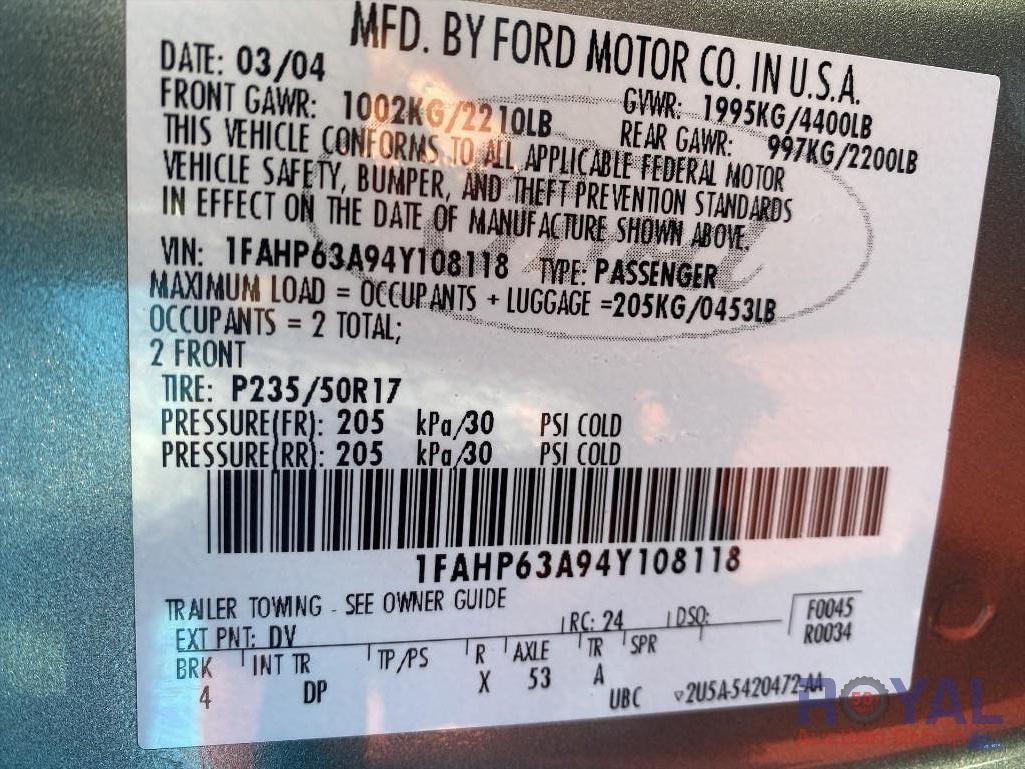 MFD. BY FORD MOTOR CO. IN U.S.A.
DATE: 03/04
GVWR: 1995KG/4400LB
FRONT GAWR: 1002KG/2210LB
REAR GAWR: 997KG/2200LB
THIS VEHICLE CONFORMS TO ALL APPLICABLE FEDERAL MOTOR
VEHICLE SAFETY, BUMPER, AND THEFT PREVENTION STANDARDS
IN EFFECT ON THE DATE OF MANUFACTURE SHOWN ABOVE.
VIN: 1FAHP63A94Y108118 TYPE: PASSENGER
MAXIMUM LOAD = OCCUPANTS + LUGGAGE =205KG/0453LB
OCCUPANTS = 2 TOTAL;
2 FRONT
TIRE: P235/50R17
PRESSURE(FR): 205 kPa/30 PSI COLD
PRESSURE(RR): 205 kPa/30 PSI COLD
1FAHP63A94Y108118
TRAILER TOWING - SEE OWNER GUIDE
EXT PNT: DV RC: 24 DSO: F0045
R0034
BRK INT TR TP/PS R AXLE TR SPR
4 DP X 53 A
UBC 2U5A-5420472-AA
ROYAL